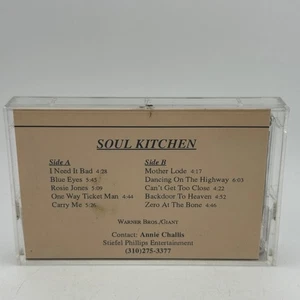 SOUL KITCHEN
Side A
I Need It Bad 4:28
Blue Eyes 5:45
Rosie Jones 5:09
One Way Ticket Man 4:44
Carry Me 5:26
Side B
Mother Lode 4:17
Dancing On The Highway 6:03
Can't Get Too Close 4:22
Backdoor To Heaven 4:52
Zero At The Bone 4:46
WARNER BROS./GIANT
Contact: Annie Challis
Stiefel Phillips Entertainment
(310)275-3377